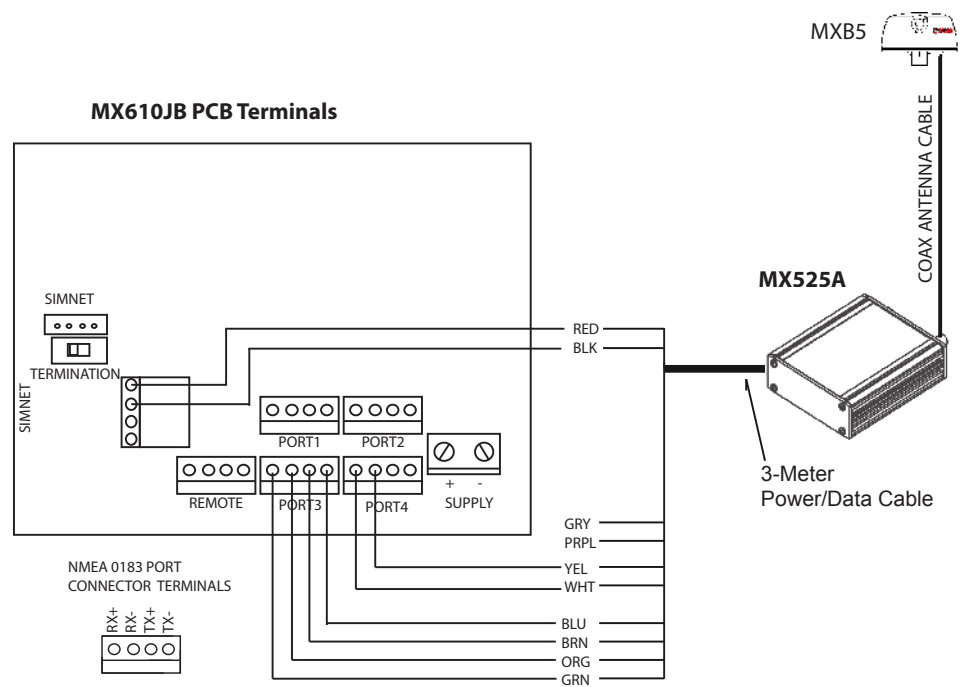 MXB5
COAX ANTENNA CABLE
MX610JB PCB Terminals
MX525A
SIMNET
TERMINATION
SIMNET
RED
BLK
PORT1
PORT2
REMOTE
PORT3
PORT4
+ -
SUPPLY
3-Meter
Power/Data Cable
GRY
PRPL
YEL
WHT
BLU
BRN
ORG
GRN
NMEA 0183 PORT
CONNECTOR TERMINALS
RX+
RX-
TX+
TX-